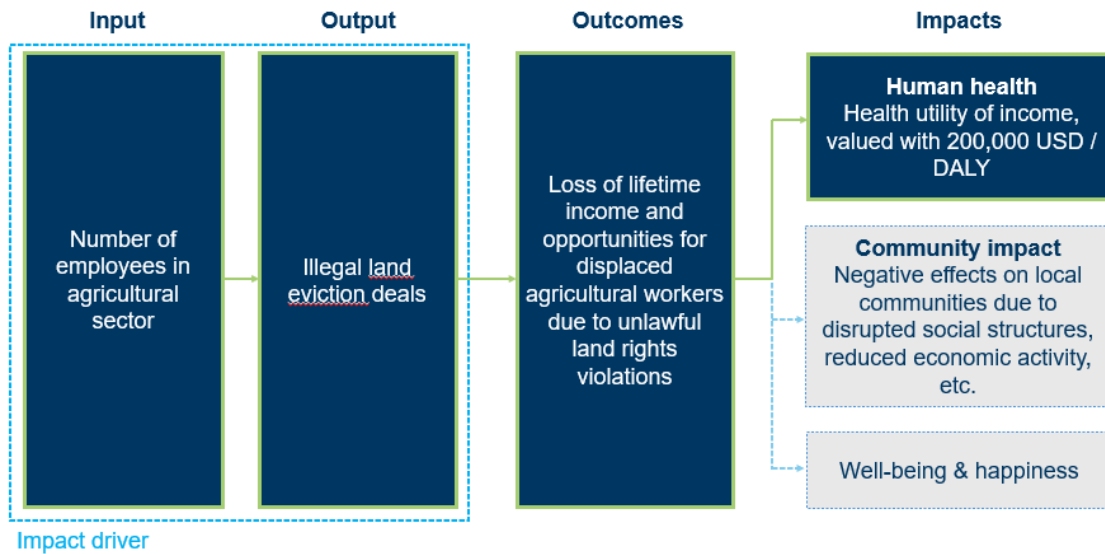 Input
Output
Outcomes
Impacts
Number of
employees in
agricultural
sector
Illegal land
eviction deals
Loss of lifetime
income and
opportunities for
displaced
agricultural workers
due to unlawful
land rights
violations
Human health
Health utility of income,
valued with 200,000 USD /
DALY
Community impact
Negative effects on local
communities due to
disrupted social structures,
reduced economic activity,
etc.
Well-being & happiness
Impact driver